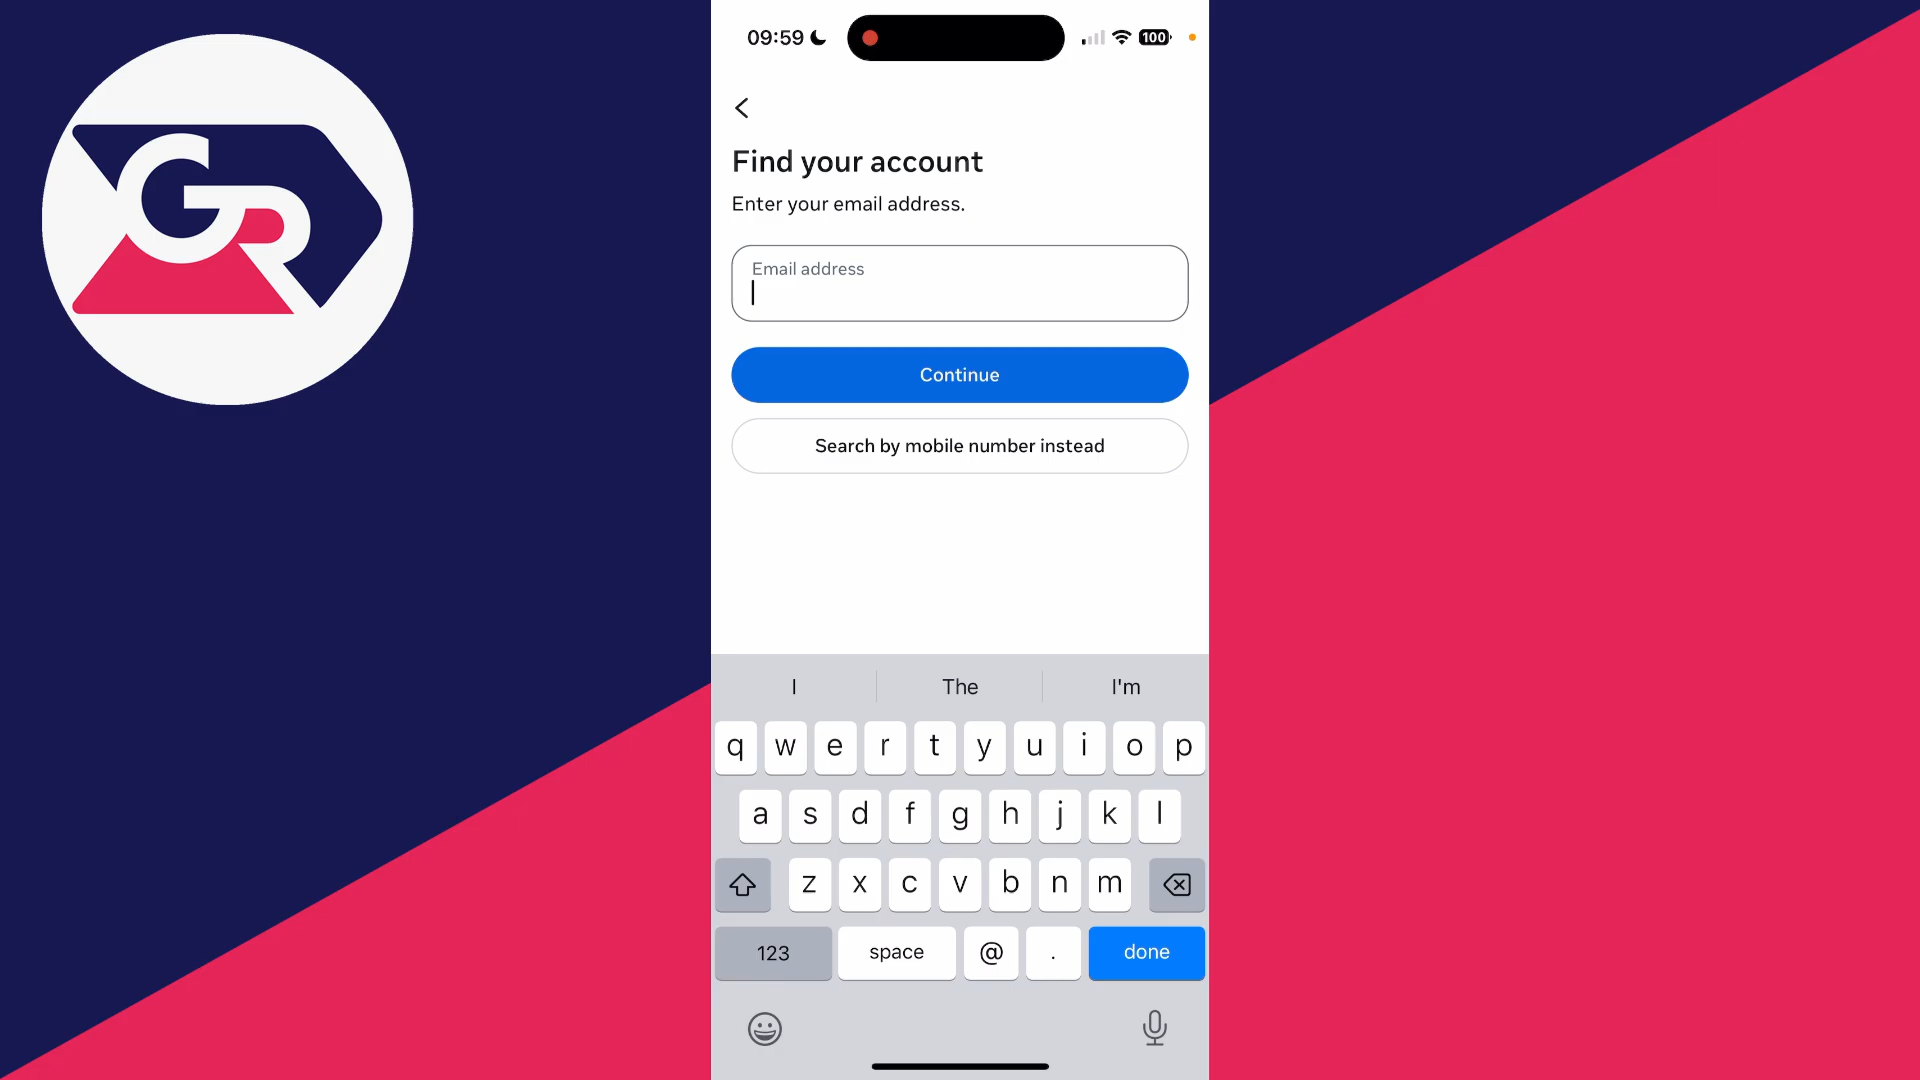 GR
09:59
100
Find your account
Enter your email address.
Email address
Continue
Search by mobile number instead
I The I'm
q w e r t y u i o p
a s d f g h j k l
z x c v b n m
123 space @ . done